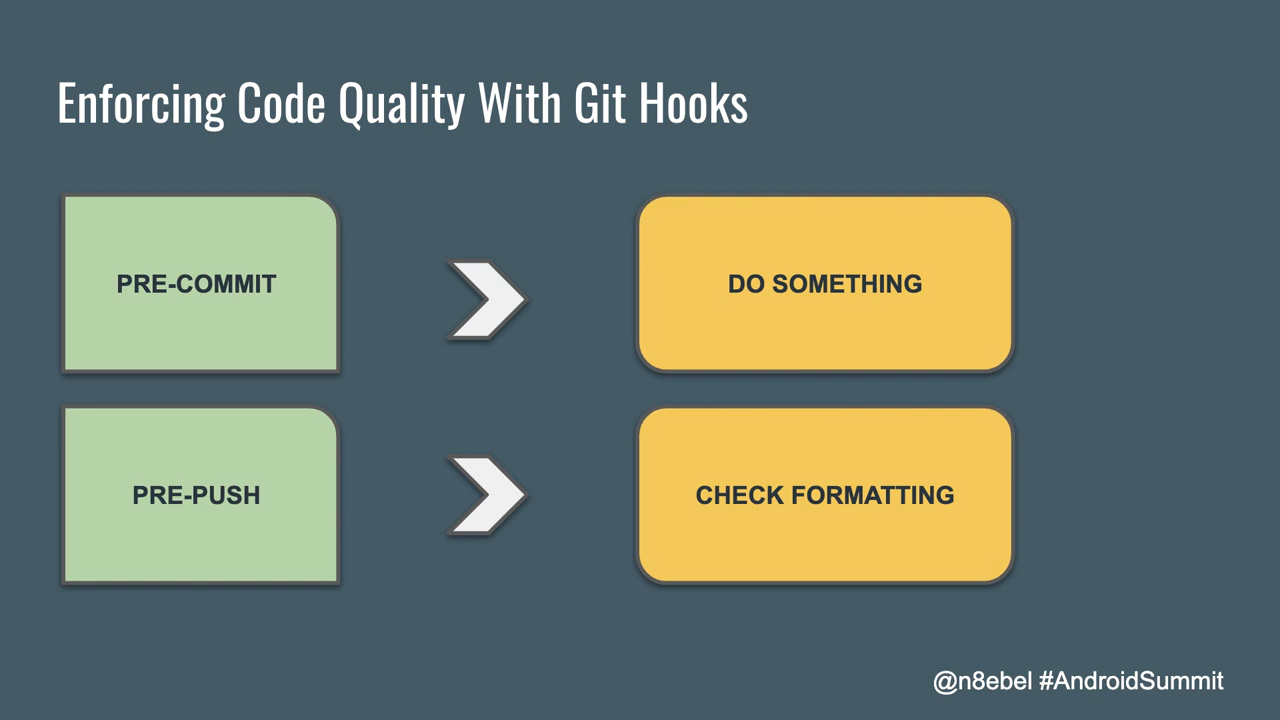 Enforcing Code Quality With Git Hooks
PRE-COMMIT
DO SOMETHING
PRE-PUSH
CHECK FORMATTING
@n8ebel #AndroidSummit